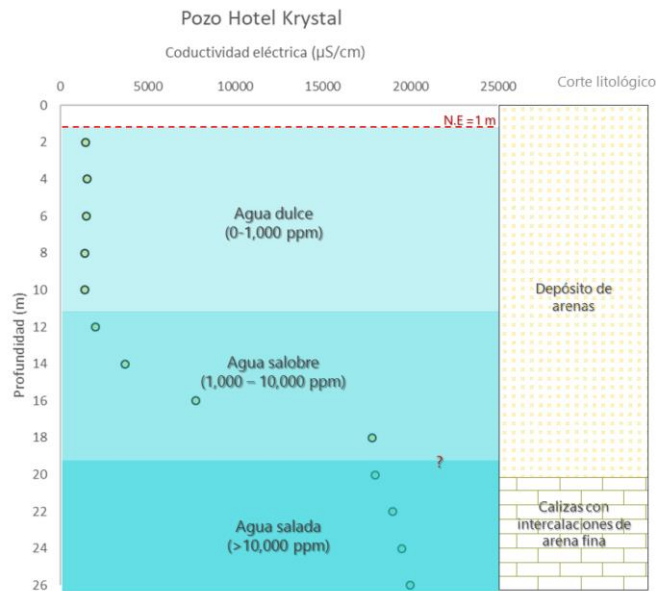 Pozo Hotel Krystal
Coductividad eléctrica (µS/cm)
0 5000 10000 15000 20000 25000
Corte litológico
Profundidad (m)
0
2
4
6
8
10
12
14
16
18
20
22
24
26
N.E =1 m
Agua dulce
(0-1,000 ppm)
Agua salobre
(1,000 – 10,000 ppm)
?
Agua salada
(>10,000 ppm)
Depósito de
arenas
Calizas con
intercalaciones de
arena fina